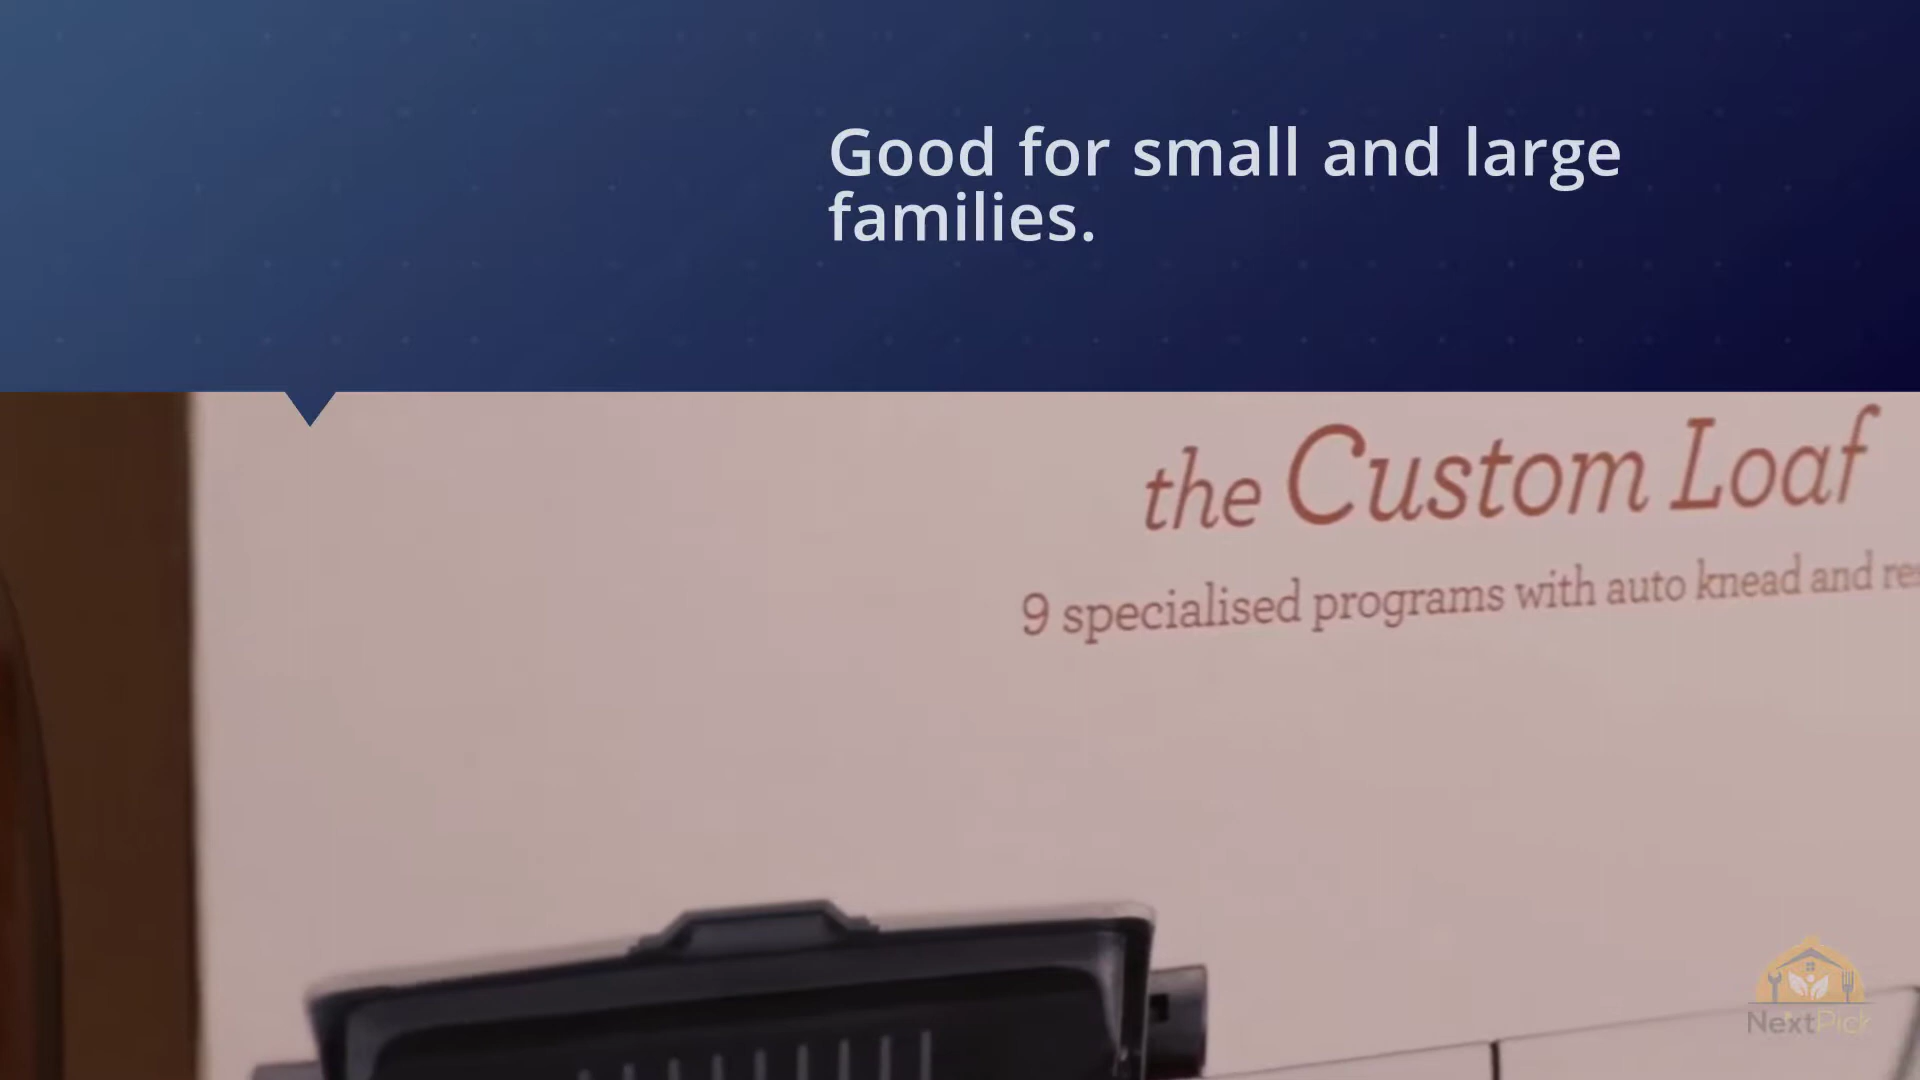 Good for small and large
families.
the Custom Loaf
9 specialised programs with auto knead and
NextPick